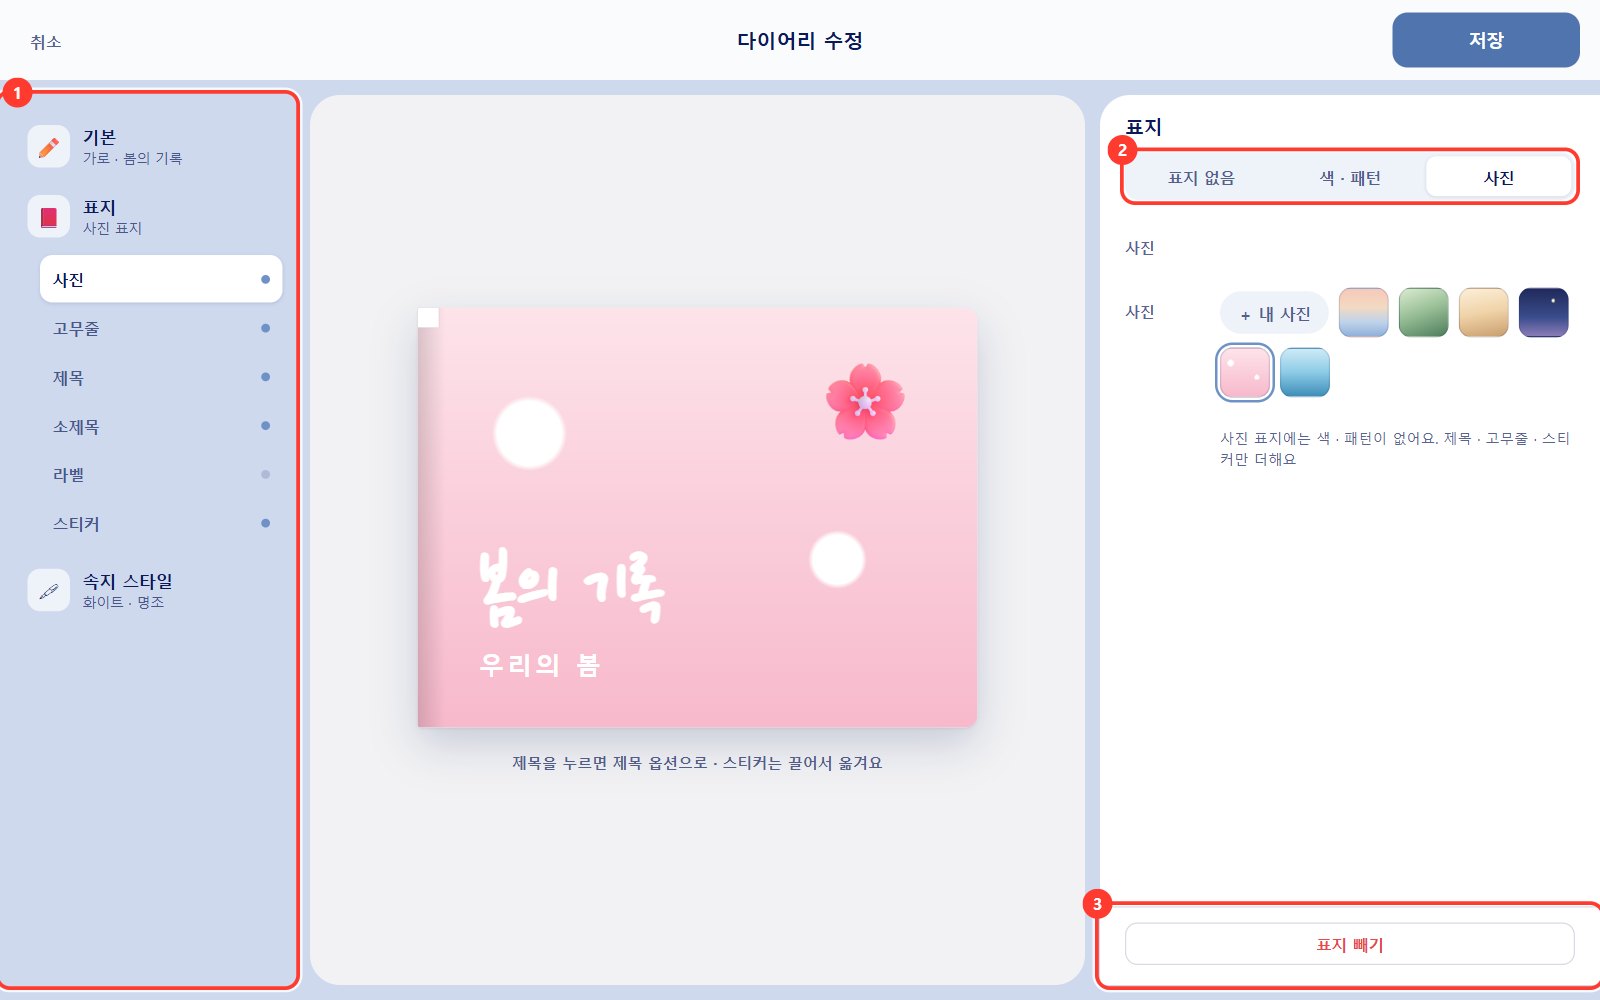 취소
다이어리 수정
저장
1
기본
가로 · 봄의 기록
표지
사진 표지
사진
고무줄
제목
소제목
라벨
스티커
속지 스타일
화이트 · 명조
봄의 기록
우리의 봄
제목을 누르면 제목 옵션으로 · 스티커는 끌어서 옮겨요
표지
2
표지 없음
색 · 패턴
사진
사진
사진
+ 내 사진
사진 표지에는 색 · 패턴이 없어요. 제목 · 고무줄 · 스티
커만 더해요
3
표지 빼기